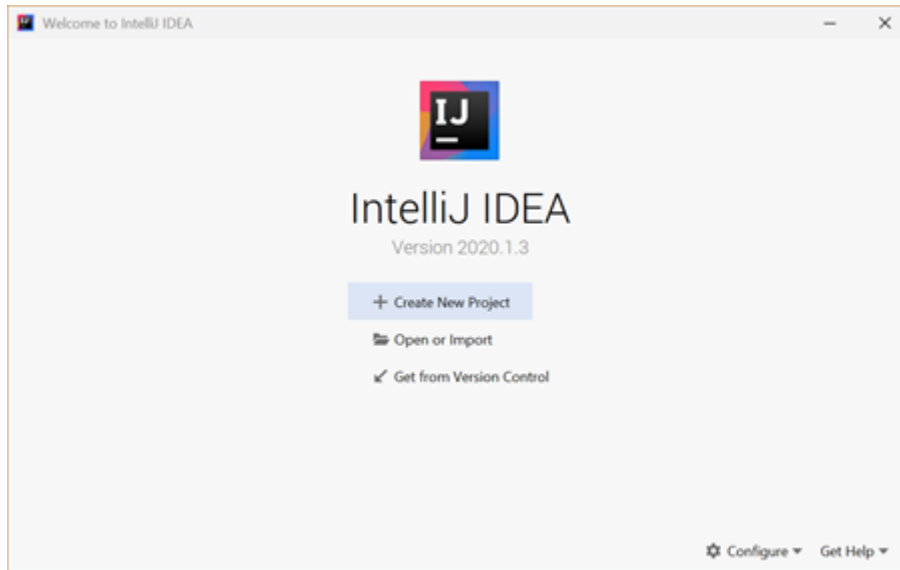 Welcome to IntelliJ IDEA
IJ
IntelliJ IDEA
Version 2020.1.3
Create New Project
Open or Import
Get from Version Control
Configure Get Help